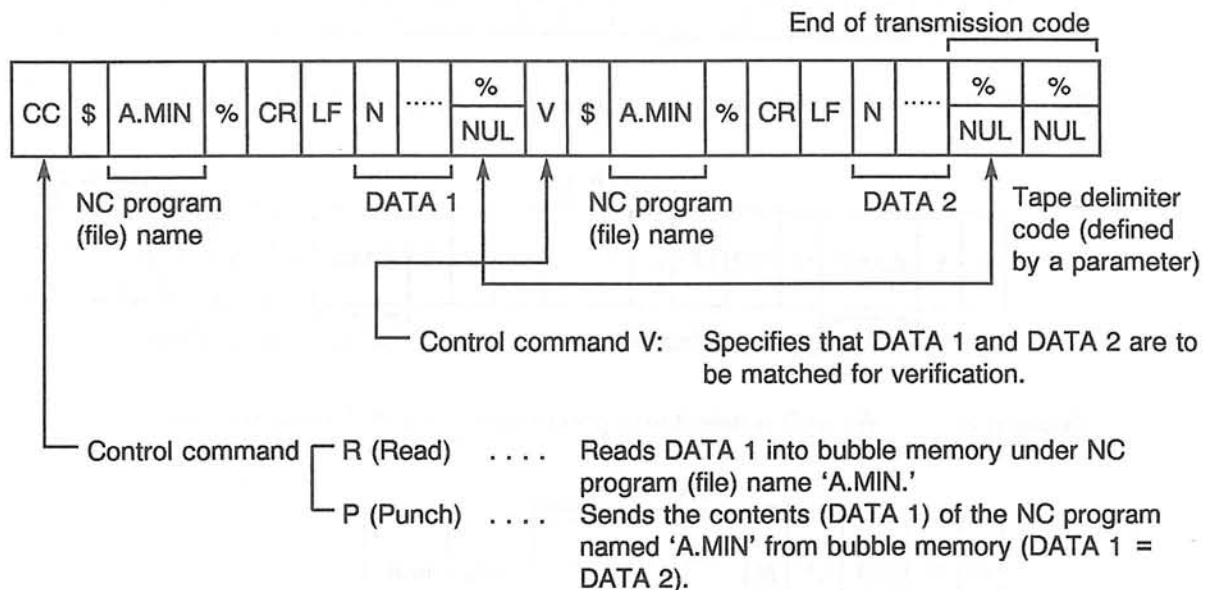 End of transmission code
CC $ A.MIN % CR LF N ..... % NUL V $ A.MIN % CR LF N ..... % NUL % NUL
NC program (file) name
DATA 1
NC program (file) name
DATA 2
Tape delimiter code (defined by a parameter)
Control command V: Specifies that DATA 1 and DATA 2 are to
be matched for verification.
Control command
R (Read) .... Reads DATA 1 into bubble memory under NC
program (file) name 'A.MIN.'
P (Punch) .... Sends the contents (DATA 1) of the NC program
named 'A.MIN' from bubble memory (DATA 1 =
DATA 2).